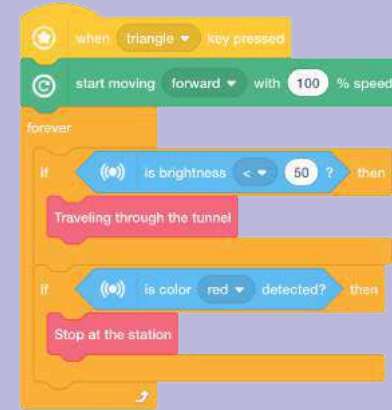 when triangle key pressed
start moving forward with 100 % speed
forever
if is brightness < 50 ? then
Traveling through the tunnel
if is color red detected? then
Stop at the station